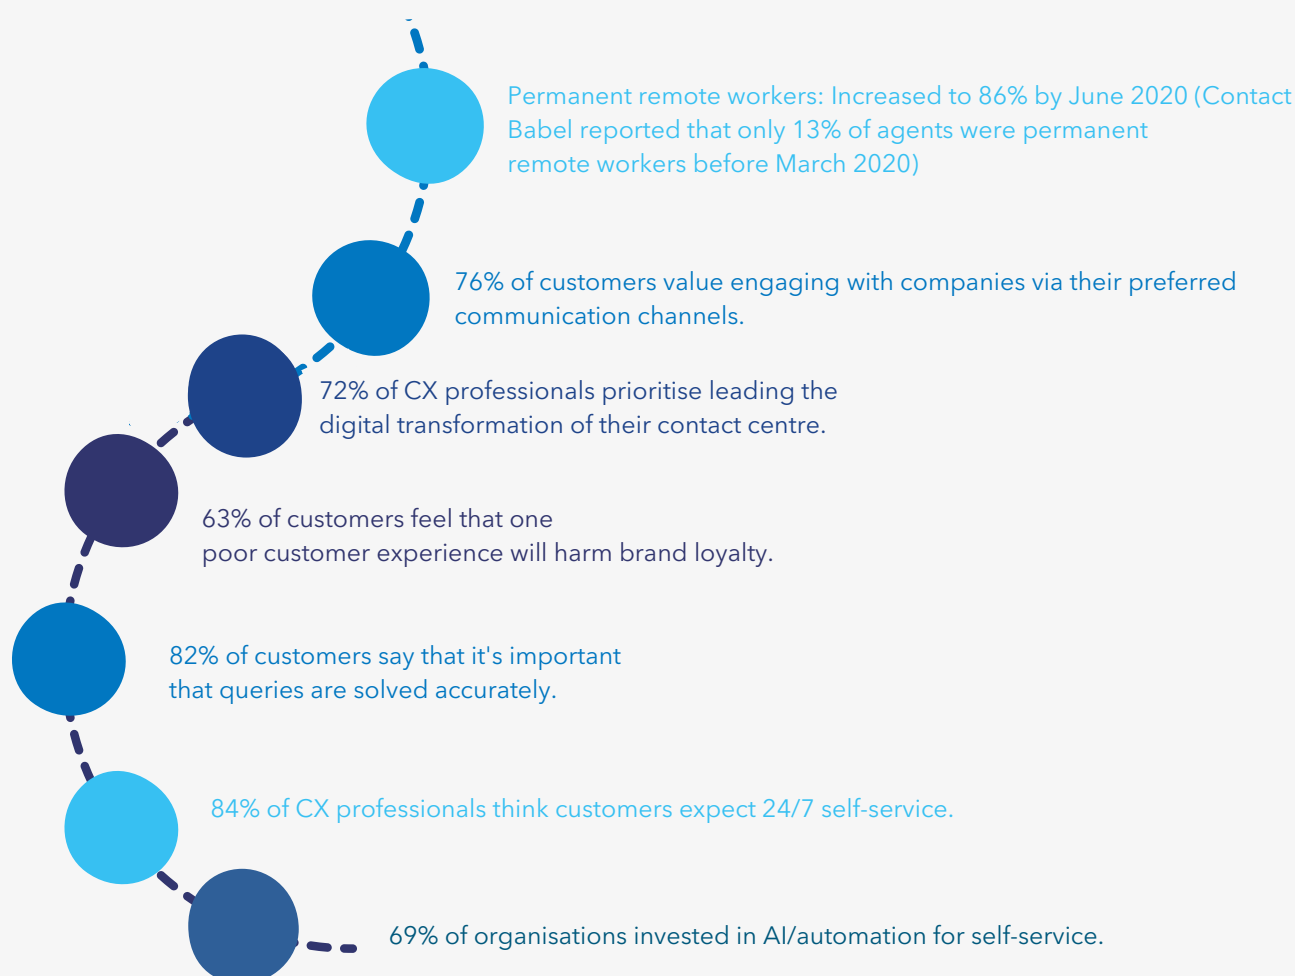 Permanent remote workers: Increased to 86% by June 2020 (Contact
Babel reported that only 13% of agents were permanent
remote workers before March 2020)
76% of customers value engaging with companies via their preferred
communication channels.
72% of CX professionals prioritise leading the
digital transformation of their contact centre.
63% of customers feel that one
poor customer experience will harm brand loyalty.
82% of customers say that it's important
that queries are solved accurately.
84% of CX professionals think customers expect 24/7 self-service.
69% of organisations invested in AI/automation for self-service.